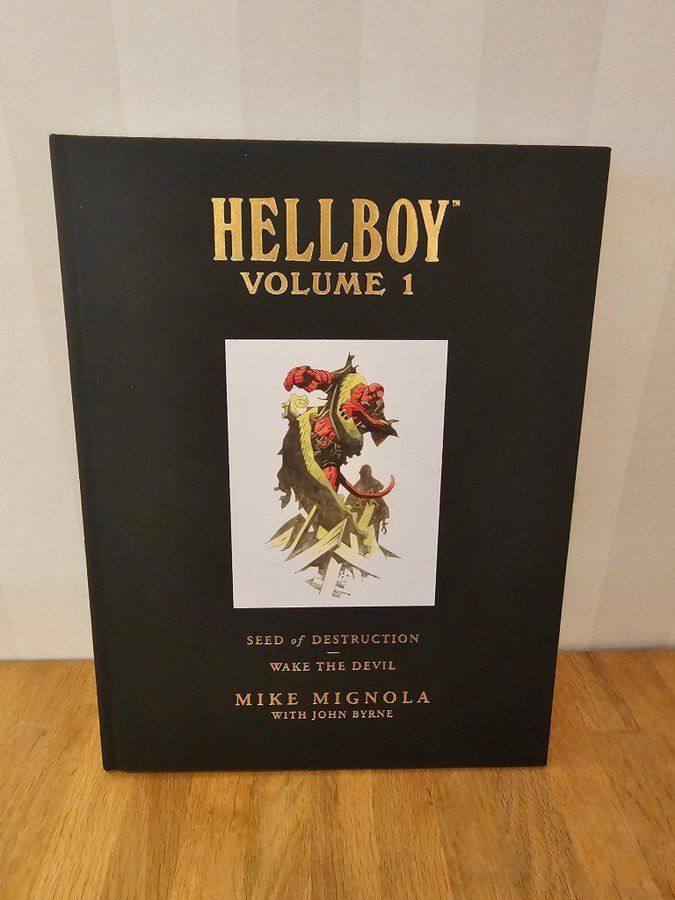 HELLBOY™
VOLUME 1
SEED of DESTRUCTION
—
WAKE THE DEVIL
MIKE MIGNOLA
WITH JOHN BYRNE